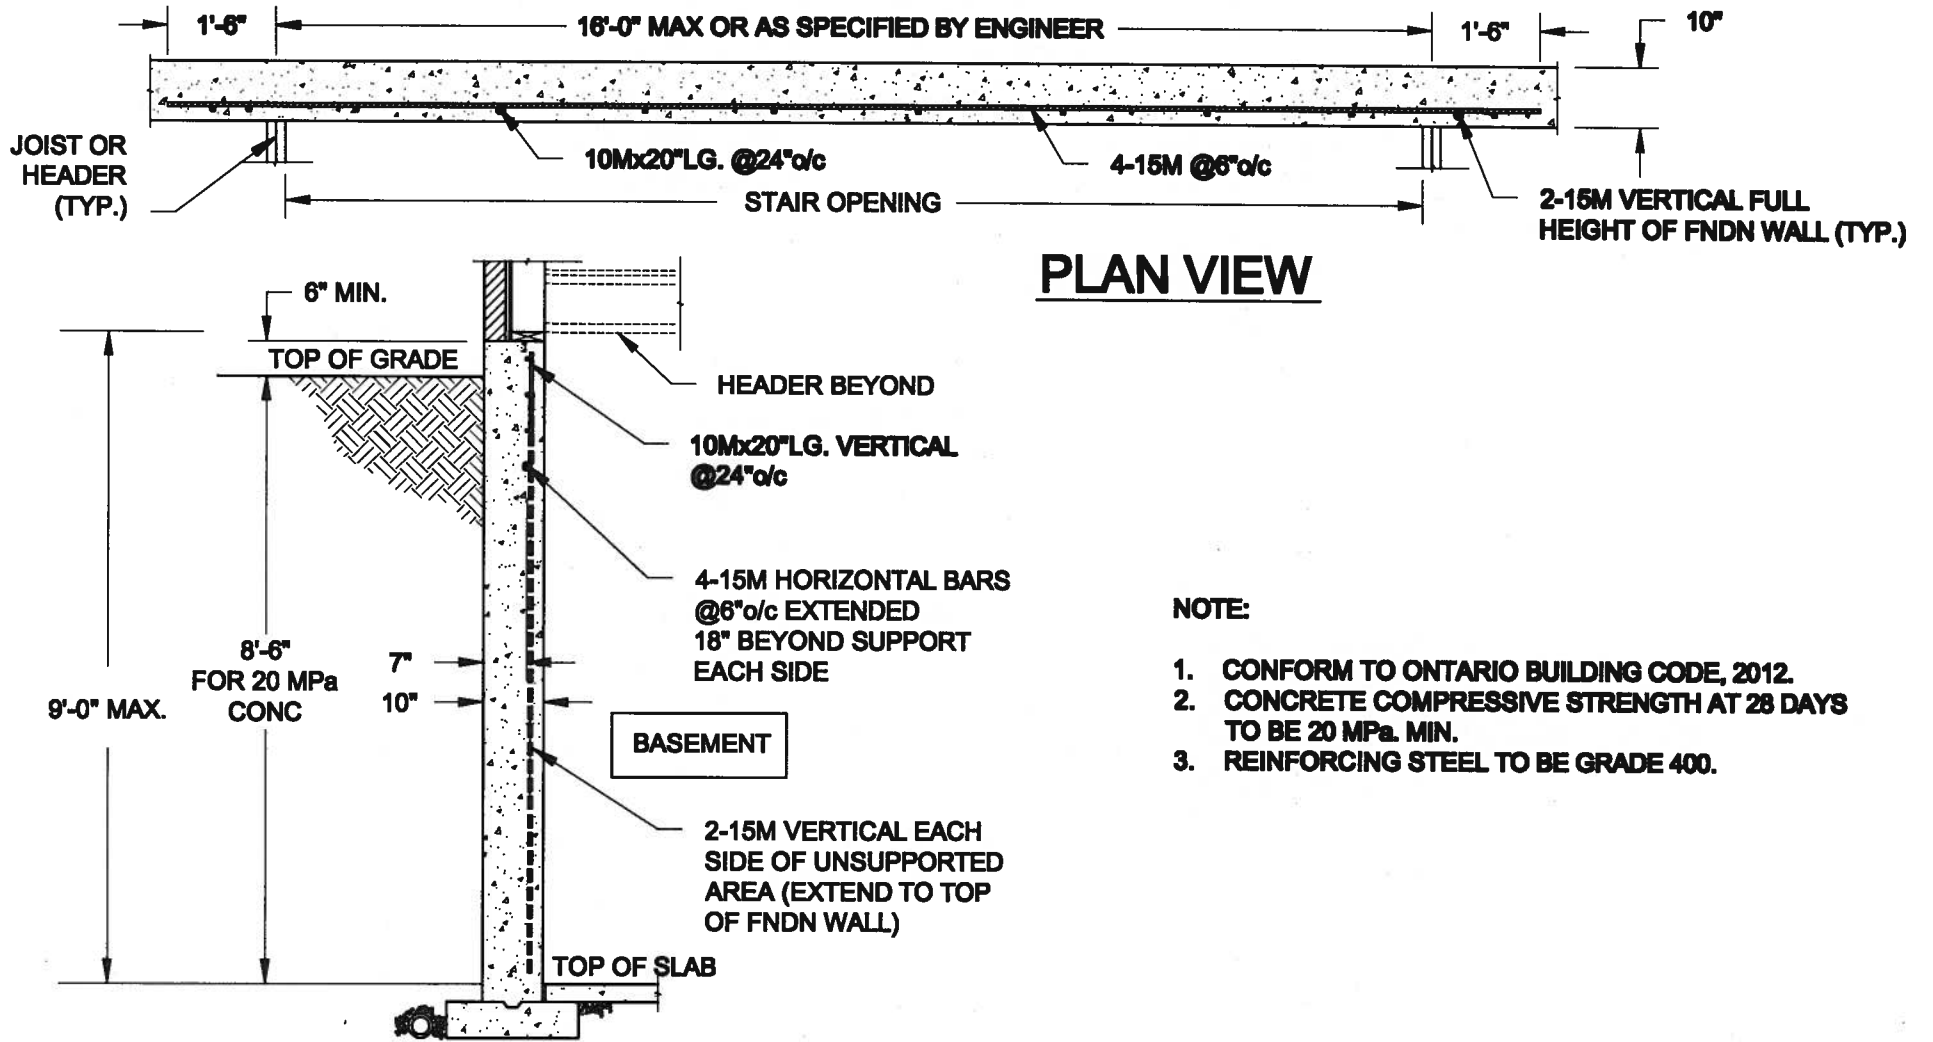 1'-6"
16'-0" MAX OR AS SPECIFIED BY ENGINEER
1'-6"
10"
JOIST OR
HEADER
(TYP.)
10Mx20"LG. @24"o/c
4-15M @6"o/c
STAIR OPENING
2-15M VERTICAL FULL
HEIGHT OF FNDN WALL (TYP.)
PLAN VIEW
6" MIN.
TOP OF GRADE
HEADER BEYOND
10Mx20"LG. VERTICAL
@24"o/c
4-15M HORIZONTAL BARS
@6"o/c EXTENDED
18" BEYOND SUPPORT
EACH SIDE
8'-6"
FOR 20 MPa
CONC
9'-0" MAX.
7"
10"
BASEMENT
2-15M VERTICAL EACH
SIDE OF UNSUPPORTED
AREA (EXTEND TO TOP
OF FNDN WALL)
TOP OF SLAB
NOTE:
1. CONFORM TO ONTARIO BUILDING CODE, 2012.
2. CONCRETE COMPRESSIVE STRENGTH AT 28 DAYS
TO BE 20 MPa. MIN.
3. REINFORCING STEEL TO BE GRADE 400.